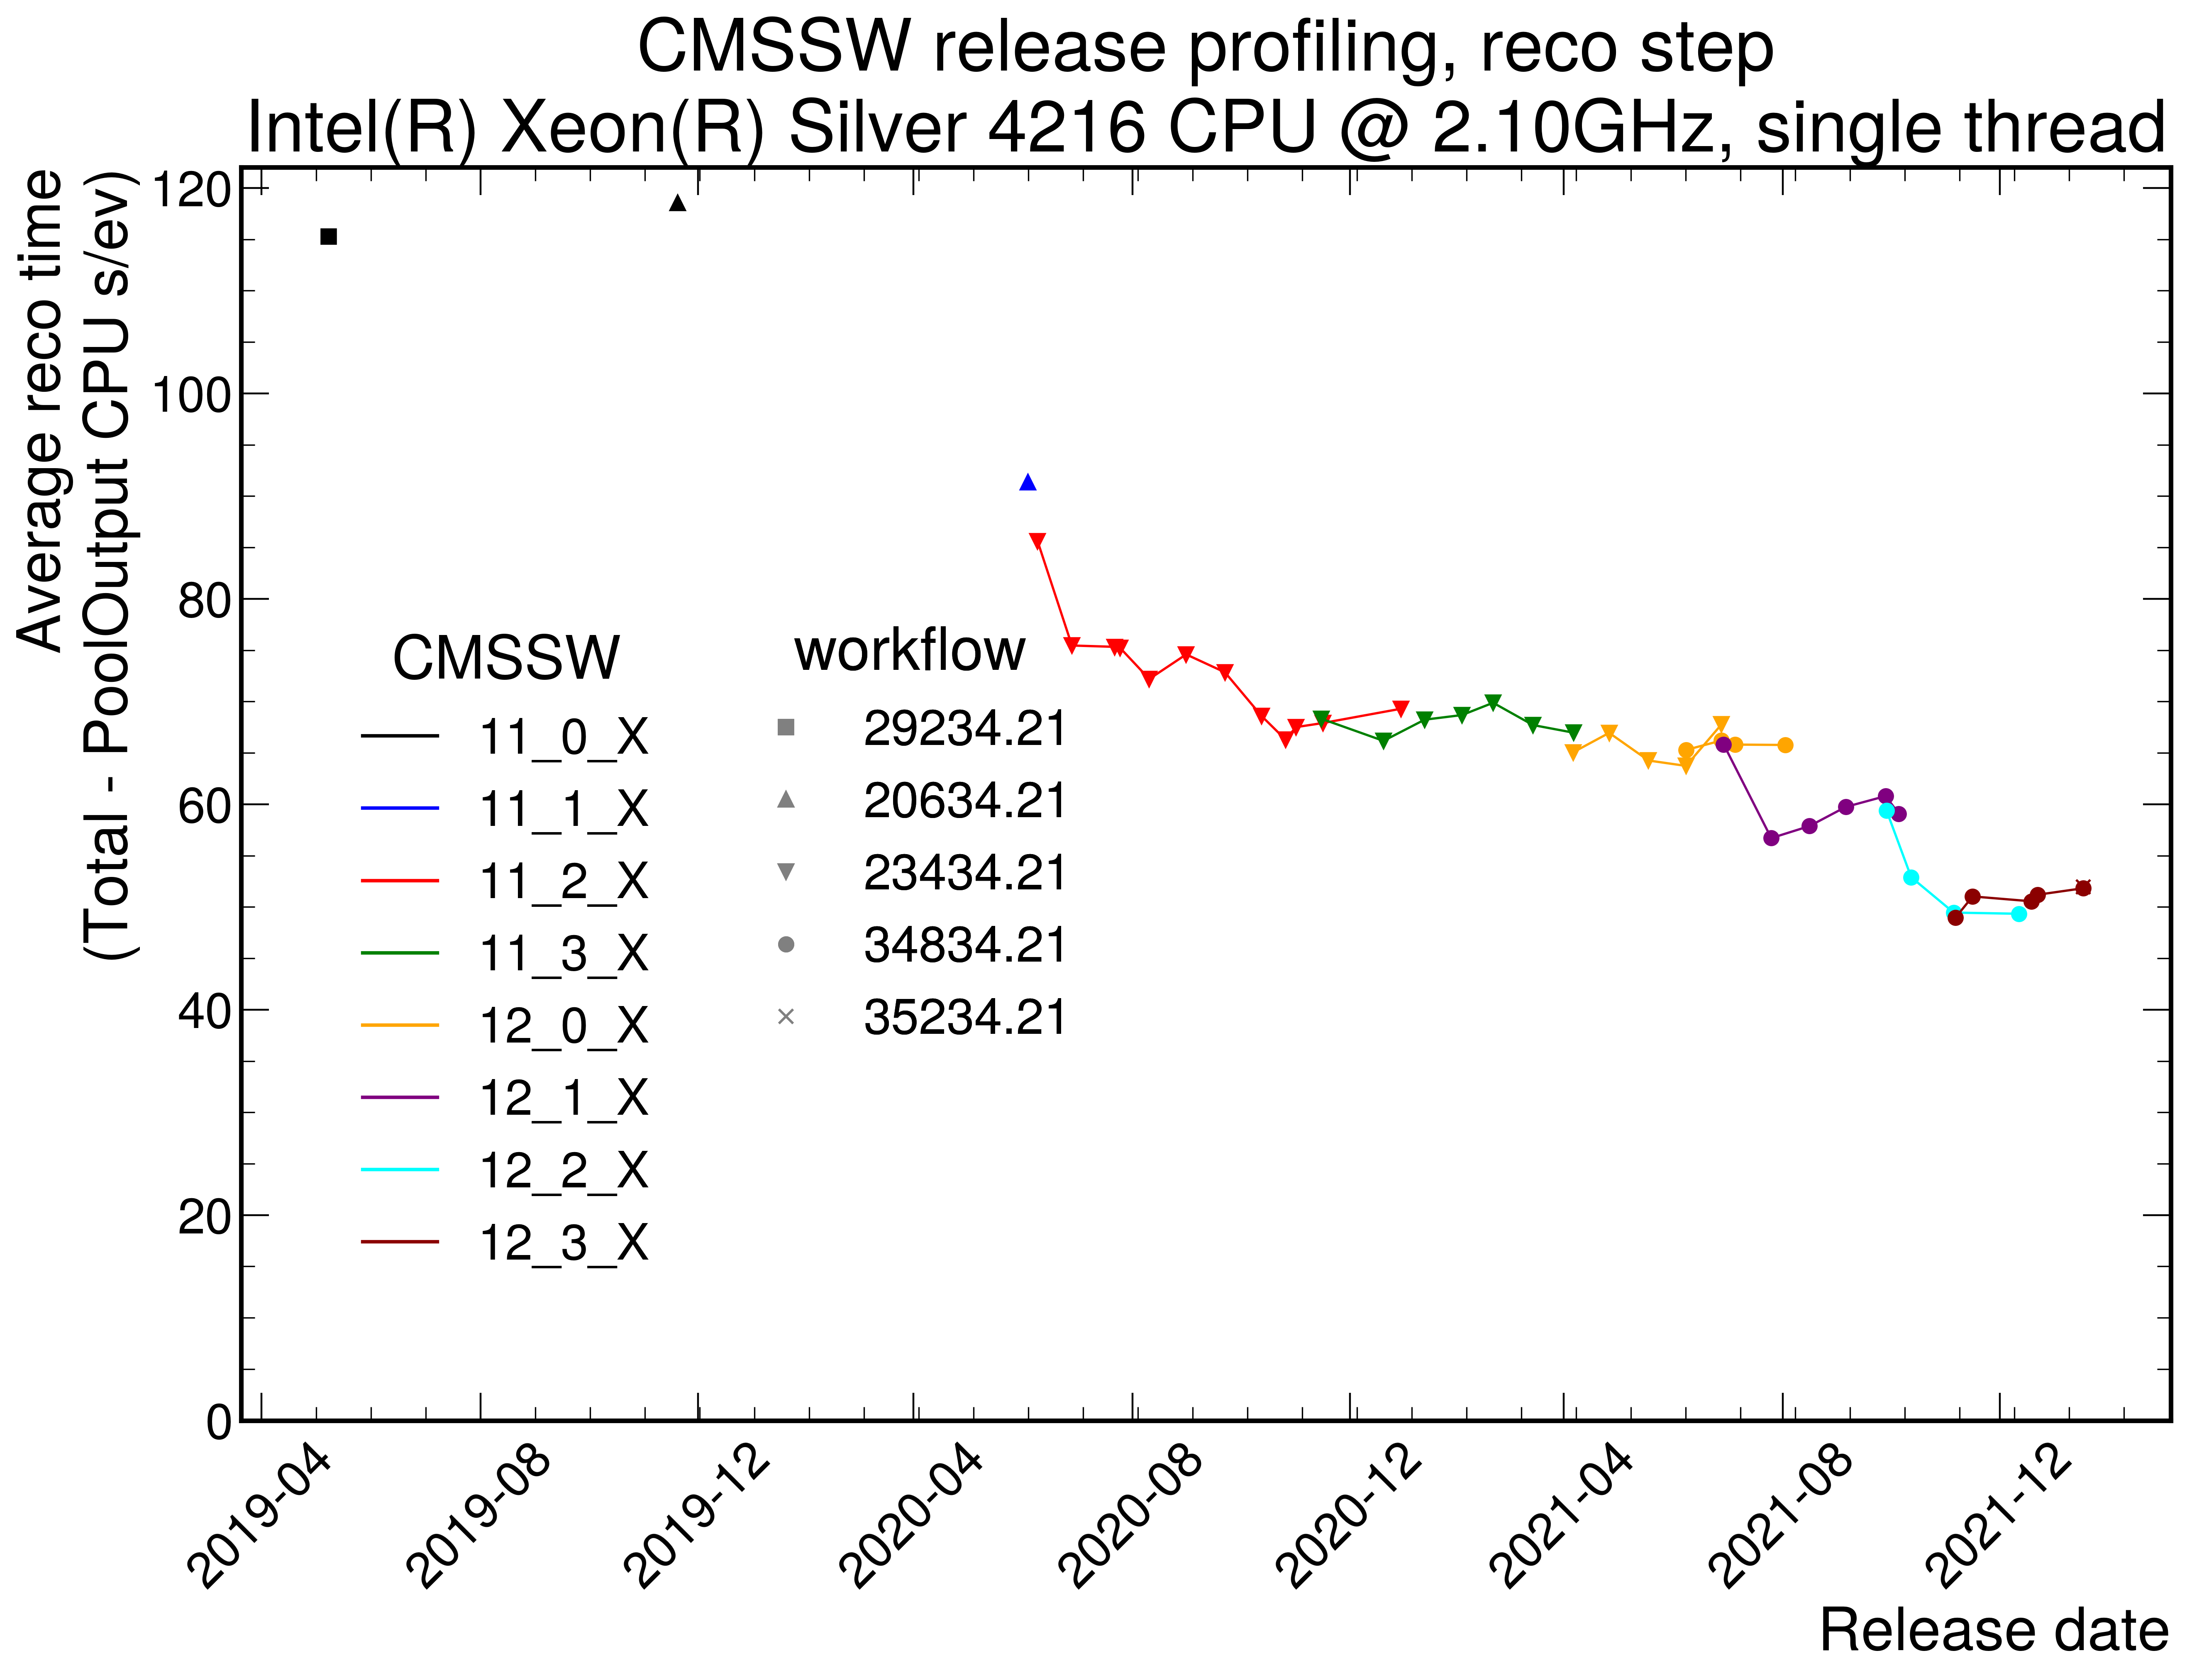 CMSSW release profiling, reco step
Intel(R) Xeon(R) Silver 4216 CPU @ 2.10GHz, single thread
Average reco time
(Total - PoolOutput CPU s/ev)
120
100
80
60
40
20
0
CMSSW
11_0_X
11_1_X
11_2_X
11_3_X
12_0_X
12_1_X
12_2_X
12_3_X
workflow
29234.21
20634.21
23434.21
34834.21
35234.21
2019-04
2019-08
2019-12
2020-04
2020-08
2020-12
2021-04
2021-08
2021-12
Release date